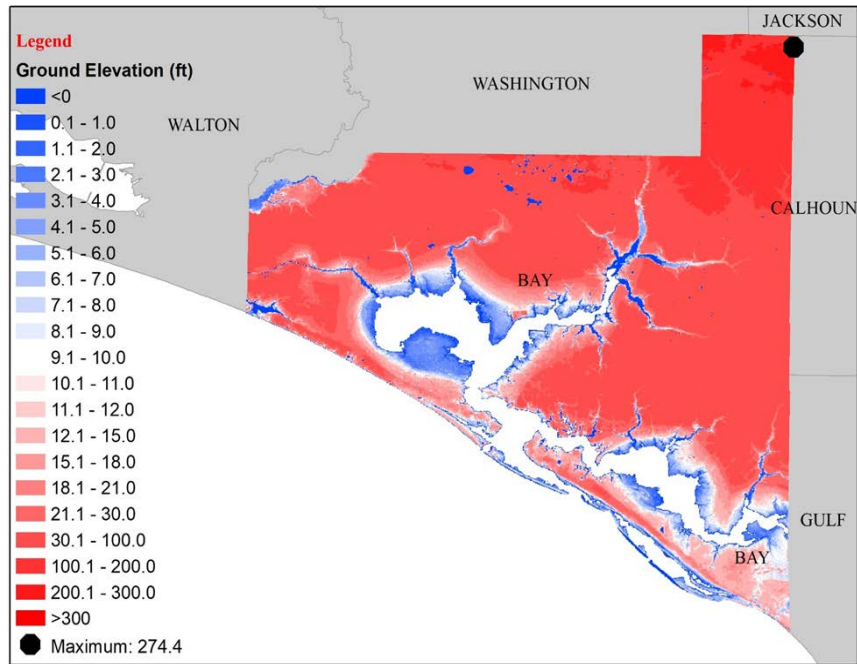 JACKSON
Legend
Ground Elevation (ft)
<0
0.1 - 1.0
1.1 - 2.0
2.1 - 3.0
3.1 - 4.0
4.1 - 5.0
5.1 - 6.0
6.1 - 7.0
7.1 - 8.0
8.1 - 9.0
9.1 - 10.0
10.1 - 11.0
11.1 - 12.0
12.1 - 15.0
15.1 - 18.0
18.1 - 21.0
21.1 - 30.0
30.1 - 100.0
100.1 - 200.0
200.1 - 300.0
>300
Maximum: 274.4
WASHINGTON
WALTON
CALHOUN
BAY
GULF
BAY